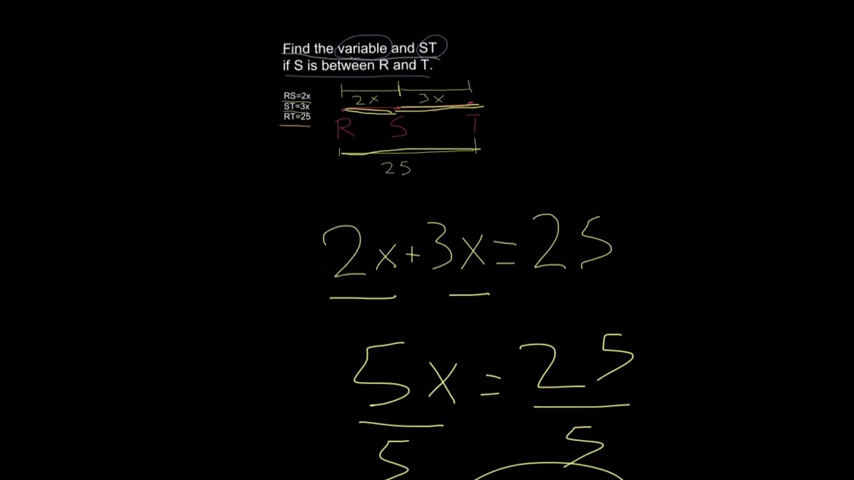 Find the variable and ST
if S is between R and T.
RS=2x
ST=3x
RT=25
2x 3x
R S T
25
2x+3x=25
5x = 25
5 5